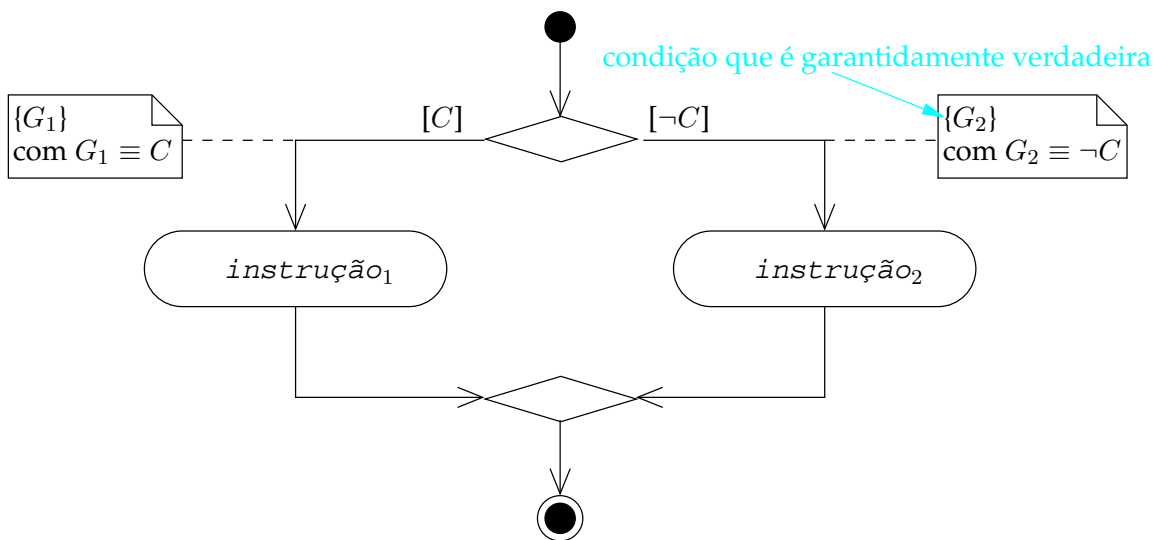 condição que é garantidamente verdadeira
{G₁}
com G₁ ≡ C
[C]
[¬C]
{G₂}
com G₂ ≡ ¬C
instrução₁
instrução₂